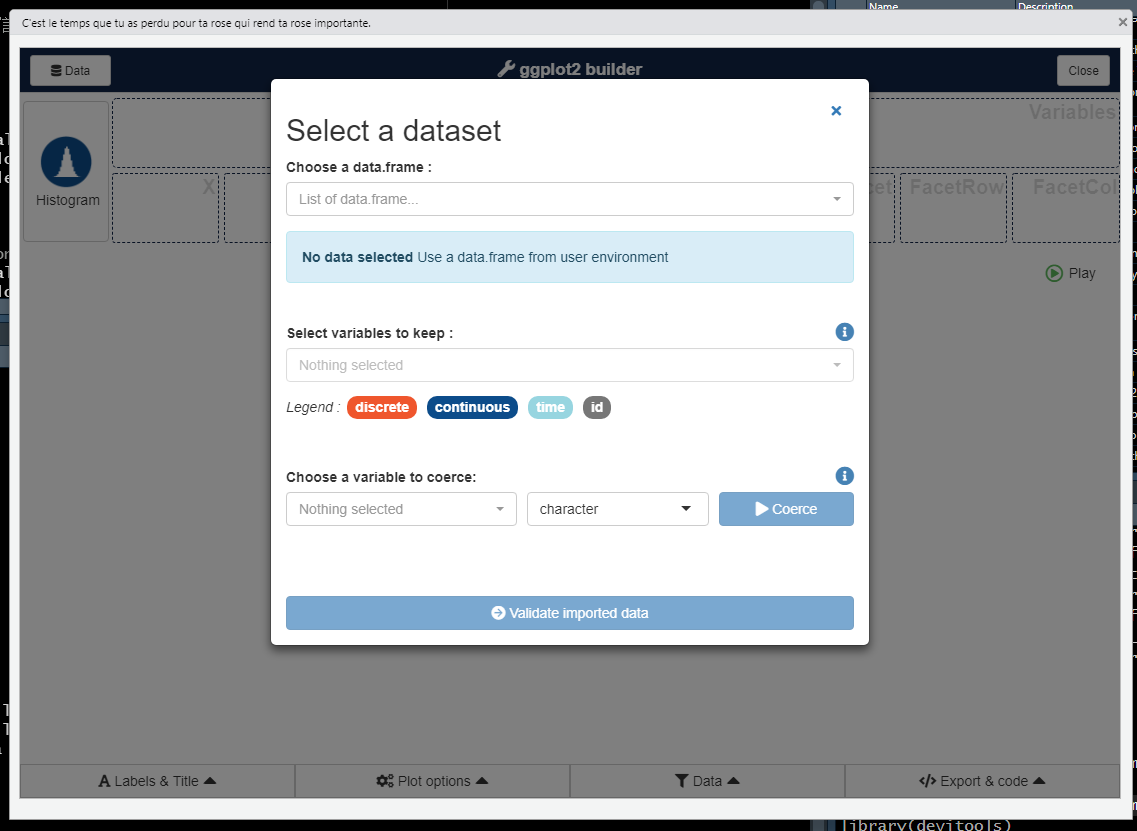 Name Description
C'est le temps que tu as perdu pour ta rose qui rend ta rose importante.
Data
ggplot2 builder
Close
Variables
Histogram
X
FacetRow
FacetCol
Play
Select a dataset
Choose a data.frame :
List of data.frame...
No data selected Use a data.frame from user environment
Select variables to keep :
Nothing selected
Legend : discrete continuous time id
Choose a variable to coerce:
Nothing selected
character
Coerce
Validate imported data
Labels & Title
Plot options
Data
Export & code
library(devitools)